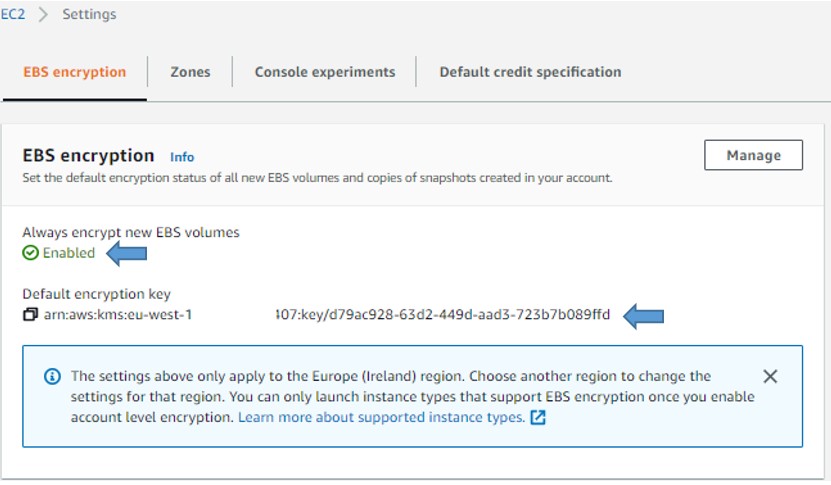 EC2 > Settings
EBS encryption Zones Console experiments Default credit specification
EBS encryption Info Manage
Set the default encryption status of all new EBS volumes and copies of snapshots created in your account.
Always encrypt new EBS volumes
Enabled
Default encryption key
arn:aws:kms:eu-west-1 407:key/d79ac928-63d2-449d-aad3-723b7b089ffd
The settings above only apply to the Europe (Ireland) region. Choose another region to change the
settings for that region. You can only launch instance types that support EBS encryption once you enable
account level encryption. Learn more about supported instance types.